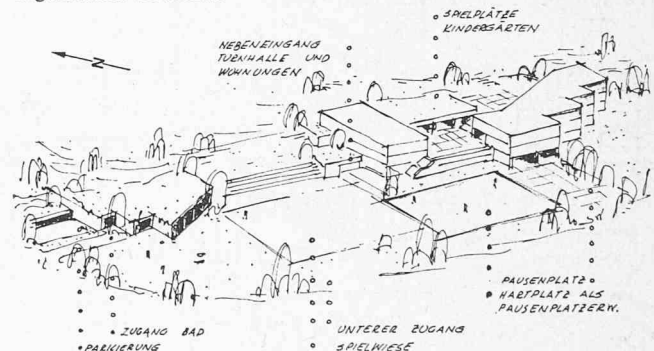 SPIELPLÄTZE
KINDERGÄRTEN
NEBENEINGANG
TURNHALLE UND
WOHNUNGEN
N
PAUSENPLATZ
HARTPLATZ ALS
PAUSENPLATZERW.
ZUGANG BAD
PARKIERUNG
UNTERER ZUGANG
SPIELWIESE